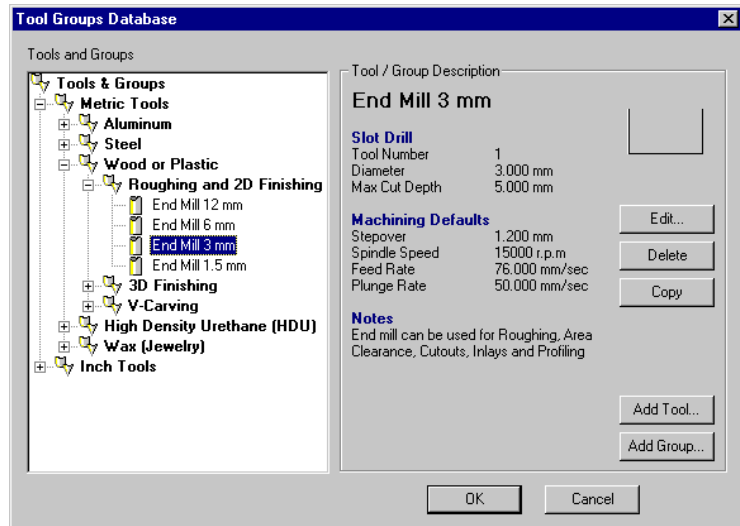 Tool Groups Database
Tools and Groups
Tools & Groups
Metric Tools
Aluminum
Steel
Wood or Plastic
Roughing and 2D Finishing
End Mill 12 mm
End Mill 6 mm
End Mill 3 mm
End Mill 1.5 mm
3D Finishing
V-Carving
High Density Urethane (HDU)
Wax (Jewelry)
Inch Tools
Tool / Group Description
End Mill 3 mm
Slot Drill
Tool Number 1
Diameter 3.000 mm
Max Cut Depth 5.000 mm
Machining Defaults
Stepover 1.200 mm
Spindle Speed 15000 r.p.m
Feed Rate 76.000 mm/sec
Plunge Rate 50.000 mm/sec
Notes
End mill can be used for Roughing, Area
Clearance, Cutouts, Inlays and Profiling
Edit...
Delete
Copy
Add Tool...
Add Group...
OK Cancel